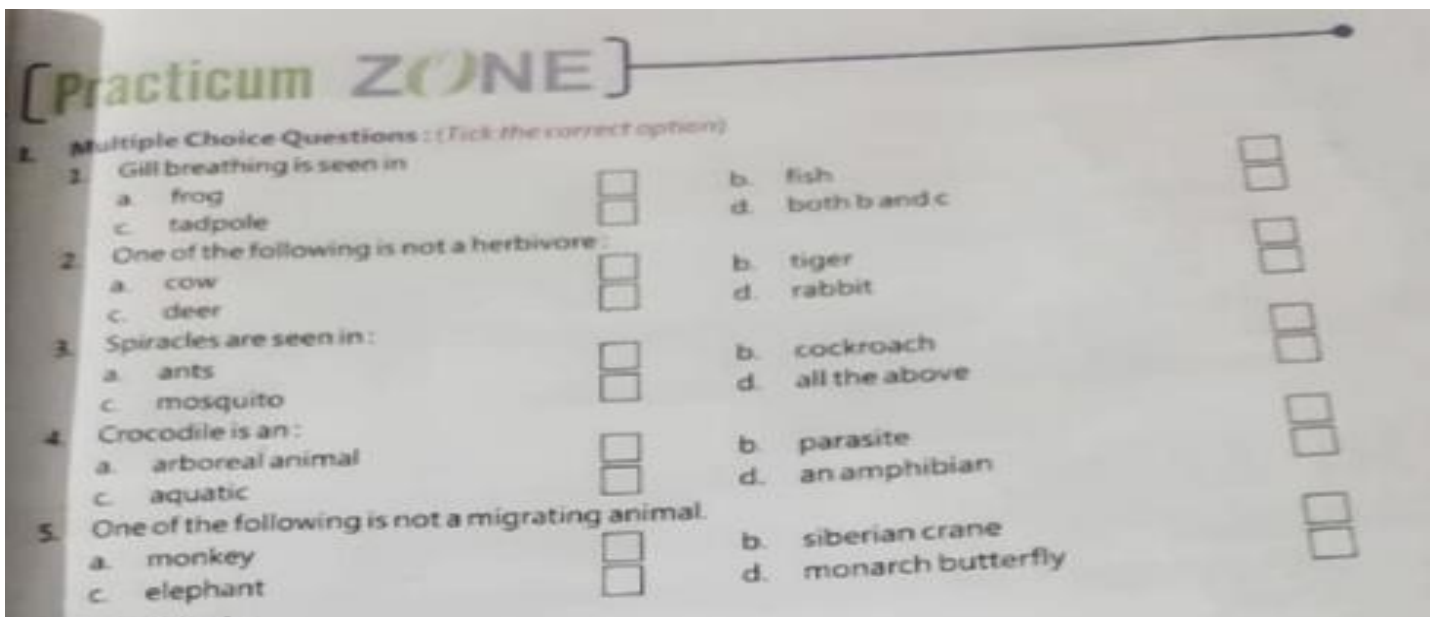 [Practicum ZONE]
1. Multiple Choice Questions : (Tick the correct option)
1. Gill breathing is seen in
a. frog b. fish
c. tadpole d. both b and c
2. One of the following is not a herbivore :
a. cow b. tiger
c. deer d. rabbit
3. Spiracles are seen in :
a. ants b. cockroach
c. mosquito d. all the above
4. Crocodile is an :
a. arboreal animal b. parasite
c. aquatic d. an amphibian
5. One of the following is not a migrating animal.
a. monkey b. siberian crane
c. elephant d. monarch butterfly